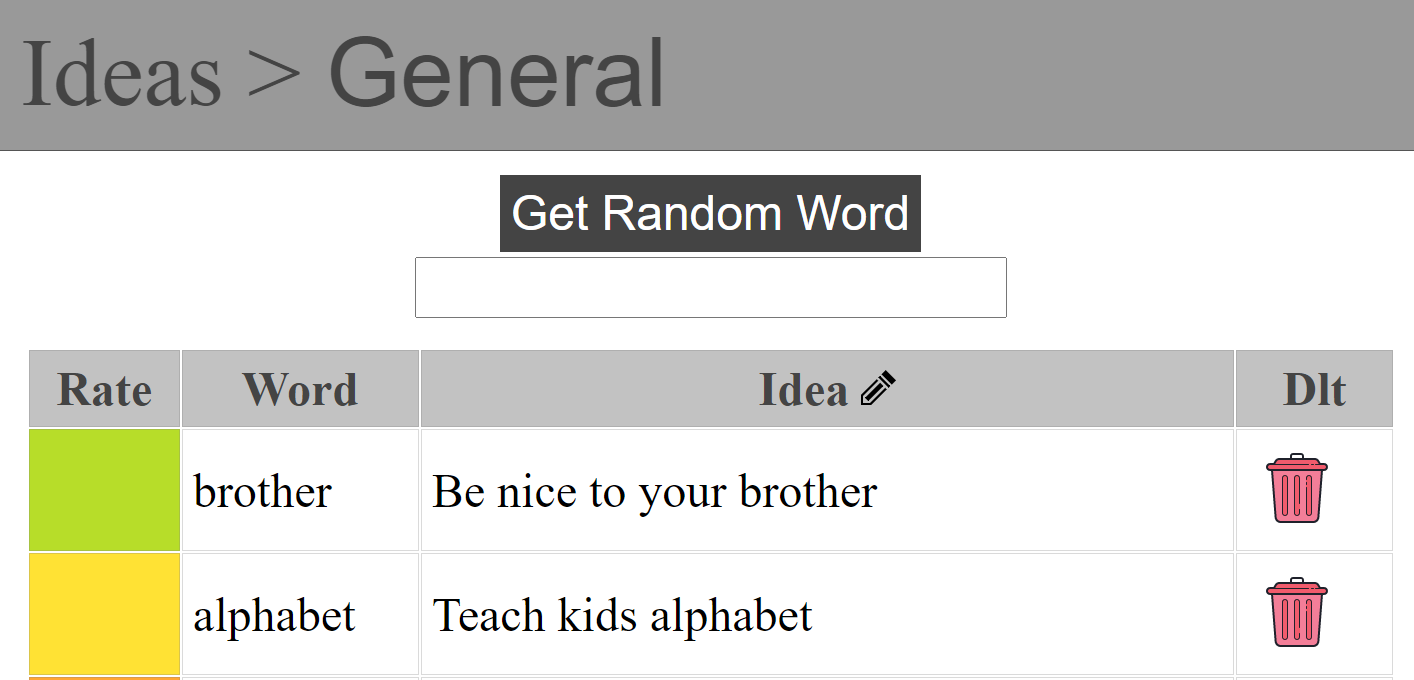 Ideas > General
Get Random Word
Rate Word Idea Dlt
brother Be nice to your brother
alphabet Teach kids alphabet